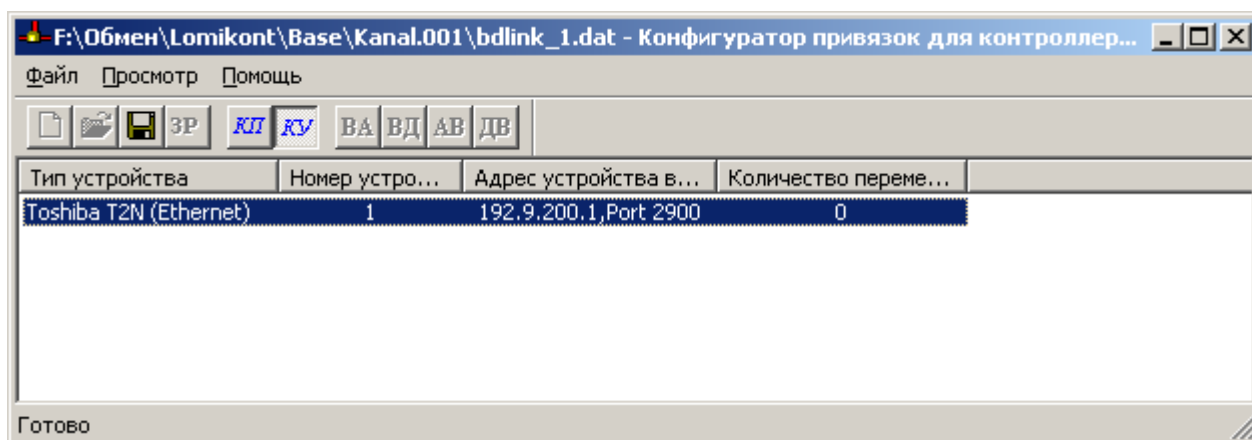 F:\Обмен\Lomikont\Base\Kanal.001\bdlink_1.dat - Конфигуратор привязок для контроллер...
Файл Просмотр Помощь
ЗР КП КУ ВА ВД АВ ДВ
Тип устройства Номер устро... Адрес устройства в... Количество переме...
Toshiba T2N (Ethernet) 1 192.9.200.1,Port 2900 0
Готово